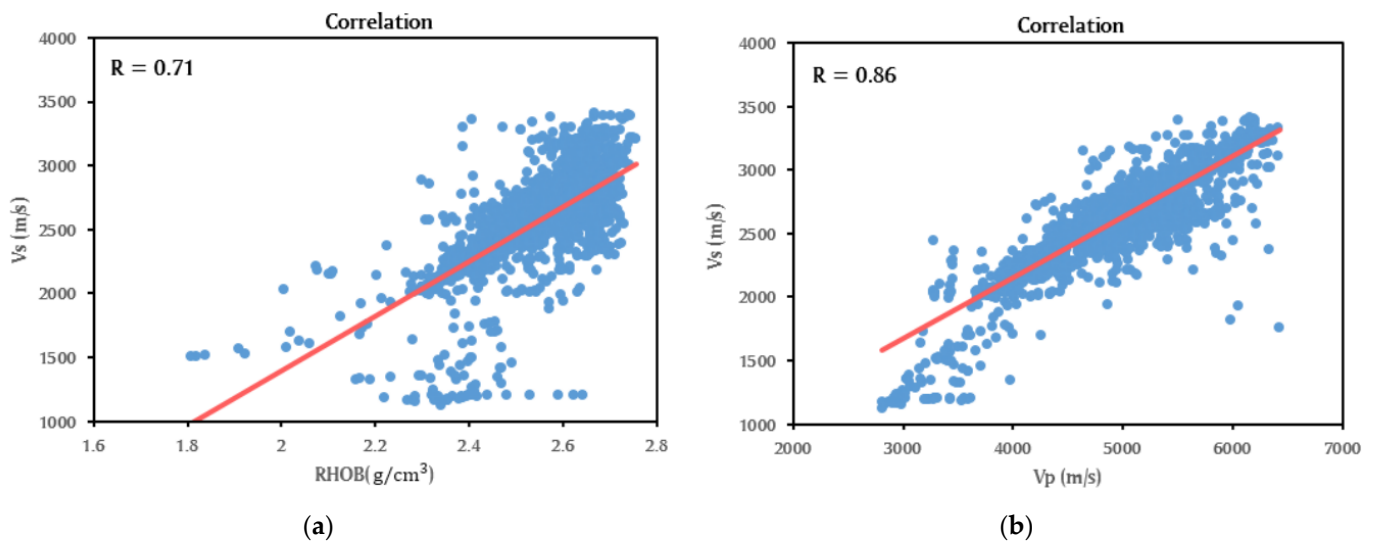 Correlation
R = 0.71
4000
3500
3000
2500
2000
1500
1000
Vs (m/s)
1.6
1.8
2
2.2
2.4
2.6
2.8
RHOB(g/cm³)
(a)
Correlation
R = 0.86
4000
3500
3000
2500
2000
1500
1000
Vs (m/s)
2000
3000
4000
5000
6000
7000
Vp (m/s)
(b)